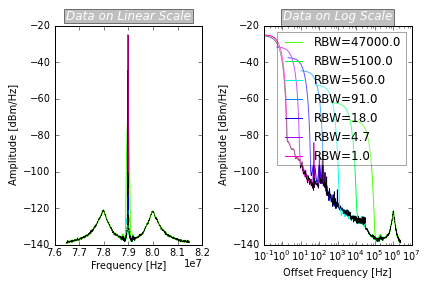 Data on Linear Scale
Data on Log Scale
Amplitude [dBm/Hz]
−20
−40
−60
−80
−100
−120
−140
7.6 7.7 7.8 7.9 8.0 8.1 8.2
1e7
Frequency [Hz]
Amplitude [dBm/Hz]
−20
−40
−60
−80
−100
−120
−140
RBW=47000.0
RBW=5100.0
RBW=560.0
RBW=91.0
RBW=18.0
RBW=4.7
RBW=1.0
10⁻¹ 10⁰ 10¹ 10² 10³ 10⁴ 10⁵ 10⁶ 10⁷
Offset Frequency [Hz]